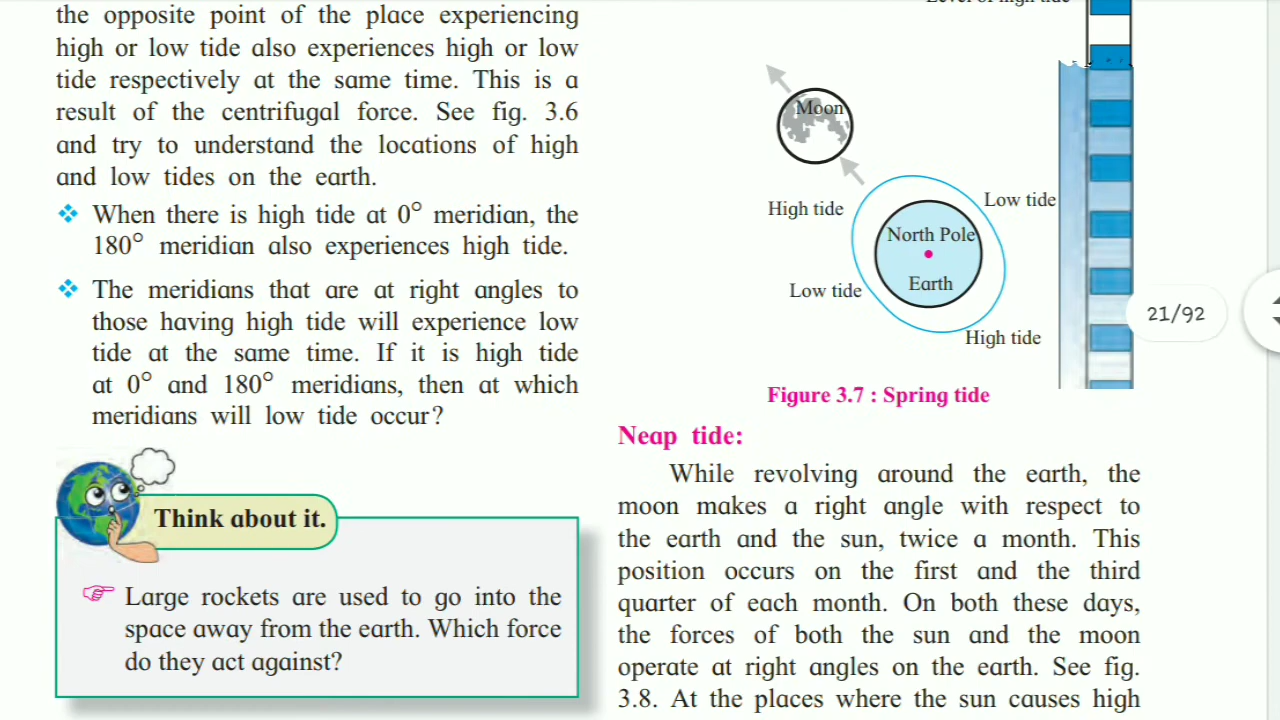 the opposite point of the place experiencing
high or low tide also experiences high or low
tide respectively at the same time. This is a
result of the centrifugal force. See fig. 3.6
and try to understand the locations of high
and low tides on the earth.
❖ When there is high tide at 0° meridian, the
180° meridian also experiences high tide.
❖ The meridians that are at right angles to
those having high tide will experience low
tide at the same time. If it is high tide
at 0° and 180° meridians, then at which
meridians will low tide occur?
Think about it.
☞ Large rockets are used to go into the
space away from the earth. Which force
do they act against?
Level of high tide
Moon
High tide
Low tide
North Pole
Earth
Low tide
High tide
21/92
Figure 3.7 : Spring tide
Neap tide:
While revolving around the earth, the
moon makes a right angle with respect to
the earth and the sun, twice a month. This
position occurs on the first and the third
quarter of each month. On both these days,
the forces of both the sun and the moon
operate at right angles on the earth. See fig.
3.8. At the places where the sun causes high